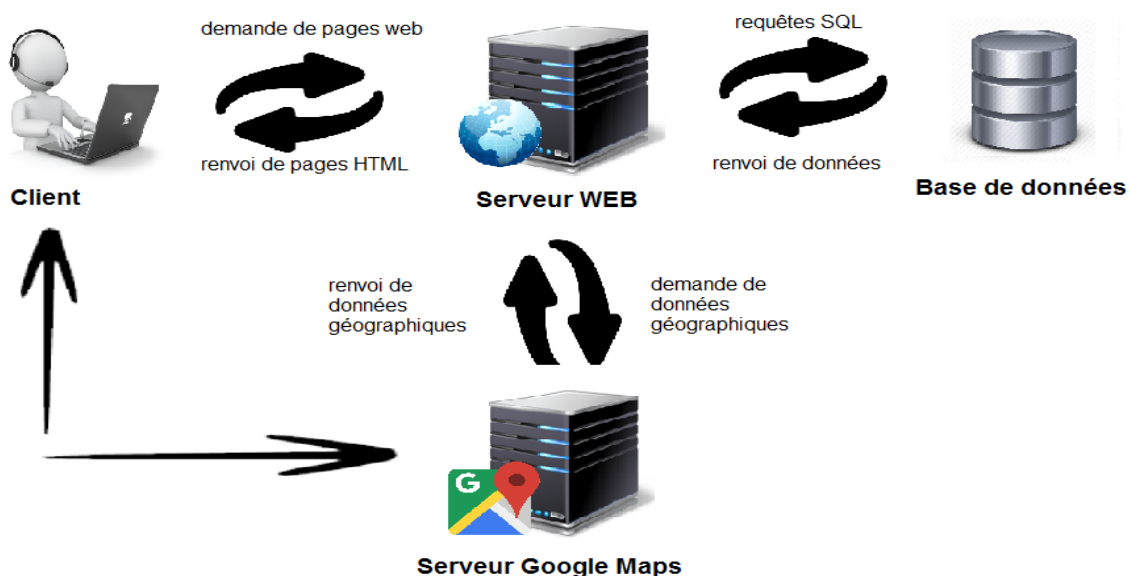 demande de pages web
requêtes SQL
renvoi de pages HTML
renvoi de données
Client
Serveur WEB
Base de données
renvoi de
données
géographiques
demande de
données
géographiques
G
Serveur Google Maps